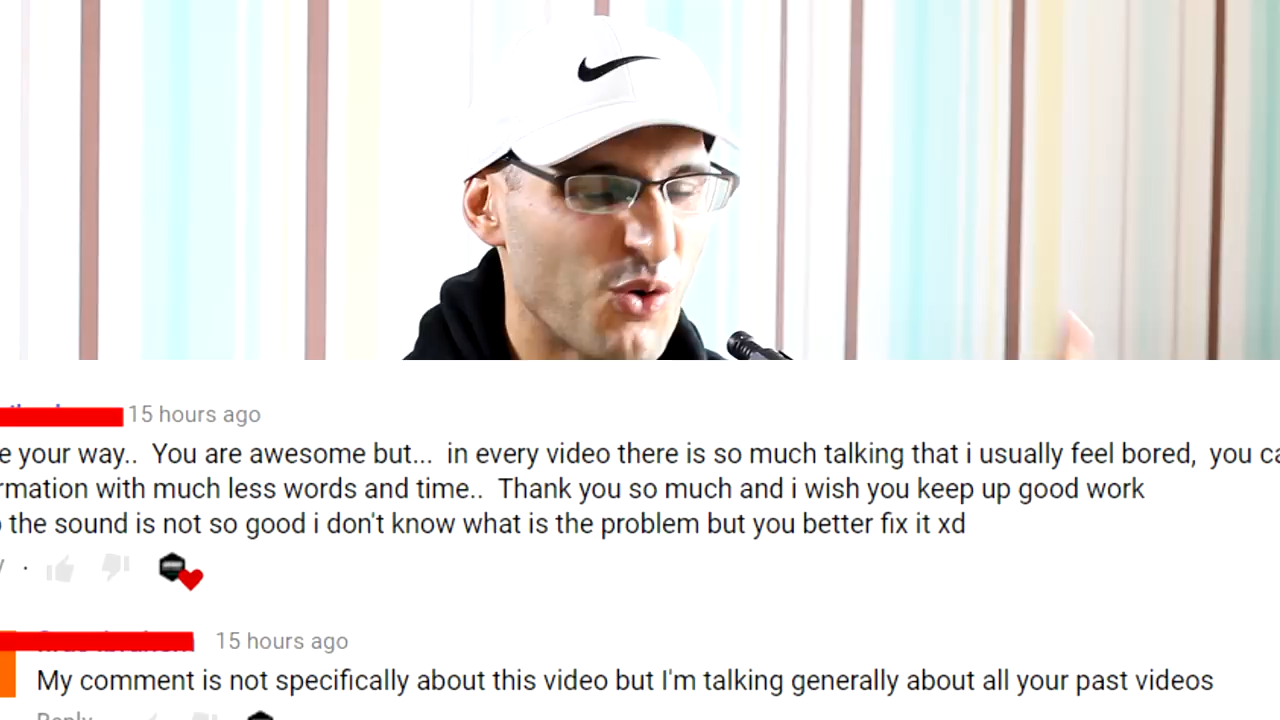 15 hours ago
your way.. You are awesome but... in every video there is so much talking that i usually feel bored, you
with much less words and time.. Thank you so much and i wish you keep up good work
the sound is not so good i don't know what is the problem but you better fix it xd
15 hours ago
My comment is not specifically about this video but I'm talking generally about all your past videos
Reply